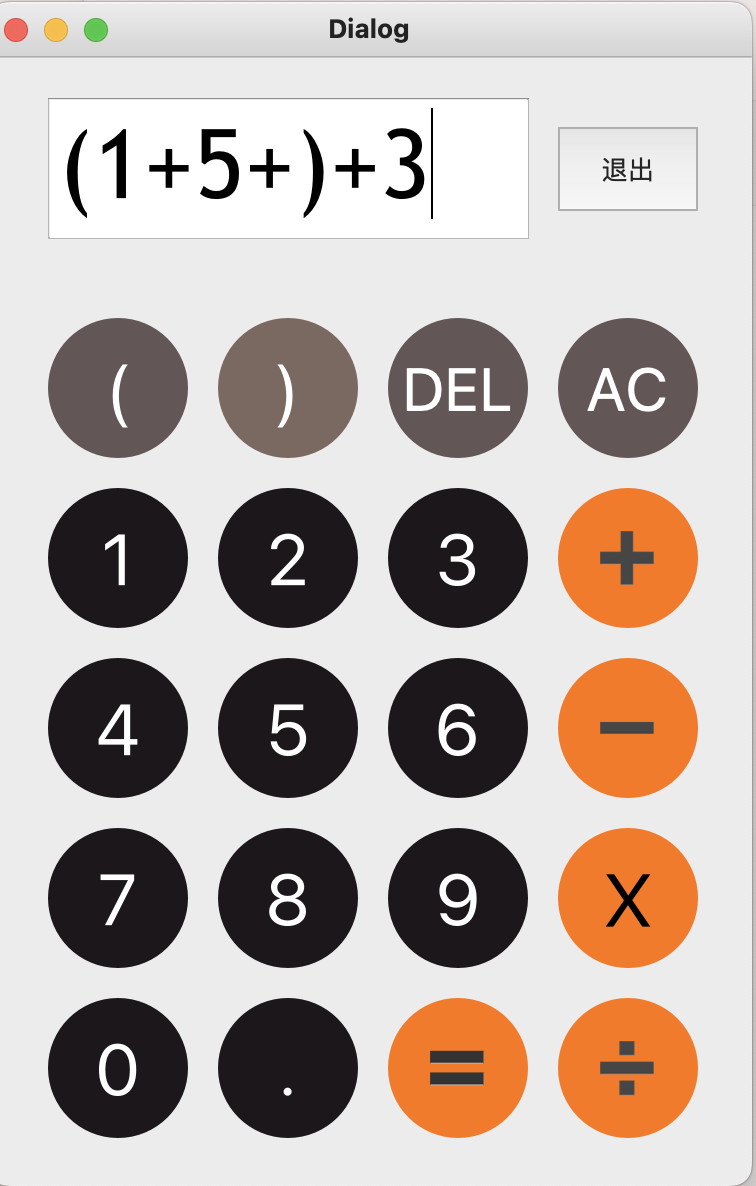 Dialog
(1+5+)+3
退出
( ) DEL AC
1 2 3 +
4 5 6 −
7 8 9 X
0 . = ÷